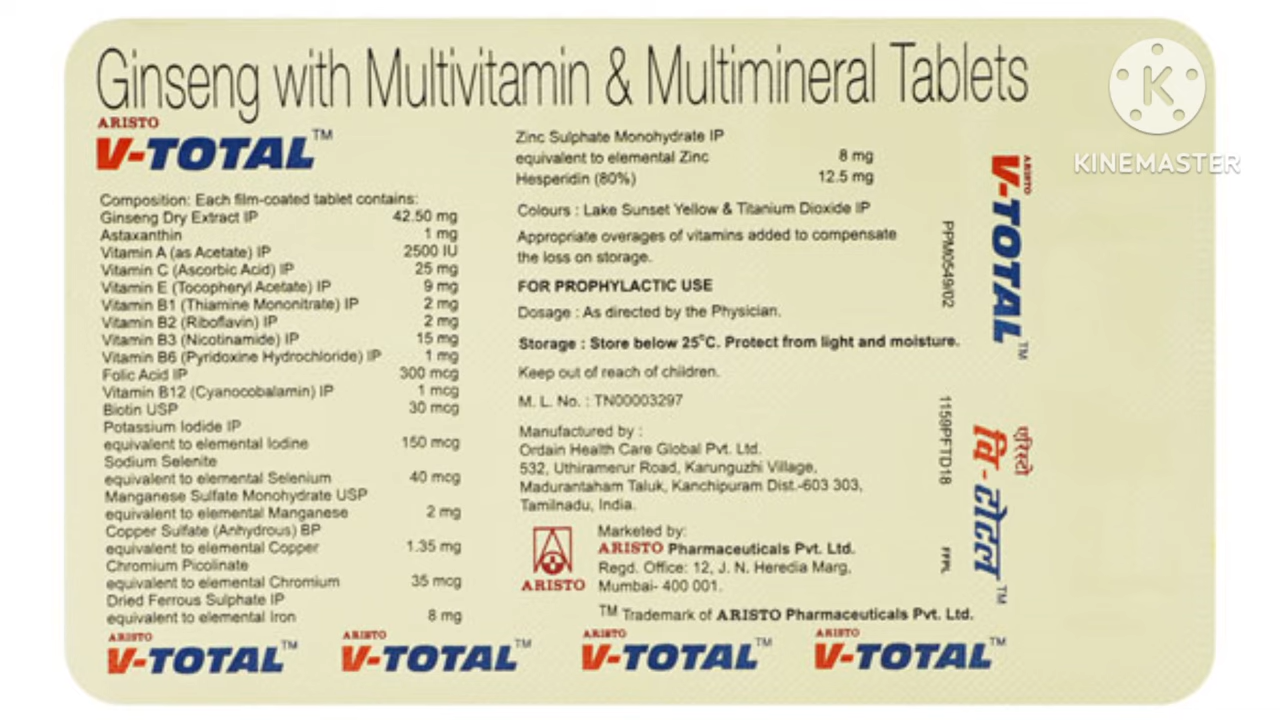 Ginseng with Multivitamin & Multimineral Tablets
ARISTO
V-TOTAL™
Composition: Each film-coated tablet contains:
Ginseng Dry Extract IP 42.50 mg
Astaxanthin 1 mg
Vitamin A (as Acetate) IP 2500 IU
Vitamin C (Ascorbic Acid) IP 25 mg
Vitamin E (Tocopheryl Acetate) IP 9 mg
Vitamin B1 (Thiamine Mononitrate) IP 2 mg
Vitamin B2 (Riboflavin) IP 2 mg
Vitamin B3 (Nicotinamide) IP 15 mg
Vitamin B6 (Pyridoxine Hydrochloride) IP 1 mg
Folic Acid IP 300 mcg
Vitamin B12 (Cyanocobalamin) IP 1 mcg
Biotin USP 30 mcg
Potassium Iodide IP
equivalent to elemental Iodine 150 mcg
Sodium Selenite
equivalent to elemental Selenium 40 mcg
Manganese Sulfate Monohydrate USP
equivalent to elemental Manganese 2 mg
Copper Sulfate (Anhydrous) BP
equivalent to elemental Copper 1.35 mg
Chromium Picolinate
equivalent to elemental Chromium 35 mcg
Dried Ferrous Sulphate IP
equivalent to elemental Iron 8 mg
Zinc Sulphate Monohydrate IP
equivalent to elemental Zinc 8 mg
Hesperidin (80%) 12.5 mg
Colours : Lake Sunset Yellow & Titanium Dioxide IP
Appropriate overages of vitamins added to compensate
the loss on storage.
FOR PROPHYLACTIC USE
Dosage : As directed by the Physician.
Storage : Store below 25°C. Protect from light and moisture.
Keep out of reach of children.
M. L. No. : TN00003297
Manufactured by :
Ordain Health Care Global Pvt. Ltd.
532, Uthiramerur Road, Karunguzhi Village,
Madurantaham Taluk, Kanchipuram Dist.-603 303,
Tamilnadu, India.
ARISTO
Marketed by:
ARISTO Pharmaceuticals Pvt. Ltd.
Regd. Office: 12, J. N. Heredia Marg,
Mumbai- 400 001.
™ Trademark of ARISTO Pharmaceuticals Pvt. Ltd.
PPM0549/02
1159PFTD18
FFPL
ARISTO
V-TOTAL™
एरिस्टो
वि-टोटल™
ARISTO
V-TOTAL™
ARISTO
V-TOTAL™
ARISTO
V-TOTAL™
ARISTO
V-TOTAL™
K
KINEMASTER